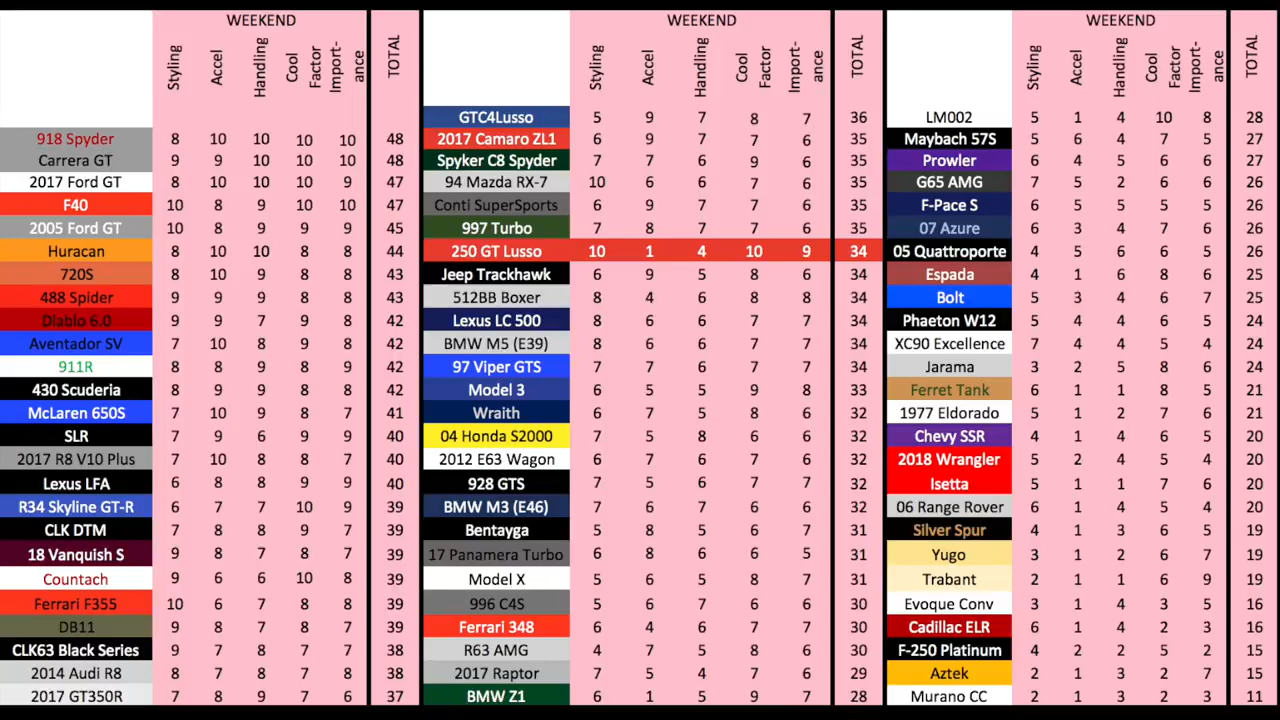 WEEKEND
Styling Accel Handling Cool Factor Import-ance TOTAL
918 Spyder 8 10 10 10 10 48
Carrera GT 9 9 10 10 10 48
2017 Ford GT 8 10 10 10 9 47
F40 10 8 9 10 10 47
2005 Ford GT 10 8 9 9 9 45
Huracan 8 10 10 8 8 44
720S 8 10 9 8 8 43
488 Spider 9 9 9 8 8 43
Diablo 6.0 9 9 7 9 8 42
Aventador SV 7 10 8 9 8 42
911R 8 8 9 8 9 42
430 Scuderia 8 9 9 8 8 42
McLaren 650S 7 10 9 8 7 41
SLR 7 9 6 9 9 40
2017 R8 V10 Plus 7 10 8 8 7 40
Lexus LFA 6 8 8 9 9 40
R34 Skyline GT-R 6 7 7 10 9 39
CLK DTM 7 8 8 9 7 39
18 Vanquish S 9 8 7 8 7 39
Countach 9 6 6 10 8 39
Ferrari F355 10 6 7 8 8 39
DB11 9 8 7 8 7 39
CLK63 Black Series 9 7 8 7 7 38
2014 Audi R8 8 7 8 7 8 38
2017 GT350R 7 8 9 7 6 37
WEEKEND
Styling Accel Handling Cool Factor Import-ance TOTAL
GTC4Lusso 5 9 7 8 7 36
2017 Camaro ZL1 6 9 7 7 6 35
Spyker C8 Spyder 7 7 6 9 6 35
94 Mazda RX-7 10 6 6 7 6 35
Conti SuperSports 6 9 7 7 6 35
997 Turbo 7 8 7 7 6 35
250 GT Lusso 10 1 4 10 9 34
Jeep Trackhawk 6 9 5 8 6 34
512BB Boxer 8 4 6 8 8 34
Lexus LC 500 8 6 6 7 7 34
BMW M5 (E39) 8 6 6 7 7 34
97 Viper GTS 6 7 6 8 7 34
Model 3 6 5 5 9 8 33
Wraith 6 7 5 8 6 32
04 Honda S2000 7 5 8 6 6 32
2012 E63 Wagon 6 7 6 7 6 32
928 GTS 7 5 6 7 7 32
BMW M3 (E46) 7 6 7 6 6 32
Bentayga 5 8 5 6 7 31
17 Panamera Turbo 6 8 6 6 5 31
Model X 5 6 5 8 7 31
996 C4S 5 6 7 6 6 30
Ferrari 348 6 4 6 7 7 30
R63 AMG 4 7 5 8 6 30
2017 Raptor 7 5 4 7 6 29
BMW Z1 6 1 5 9 7 28
WEEKEND
Styling Accel Handling Cool Factor Import-ance TOTAL
LM002 5 1 4 10 8 28
Maybach 57S 5 6 4 7 5 27
Prowler 6 4 5 6 6 27
G65 AMG 7 5 2 6 6 26
F-Pace S 6 5 5 5 5 26
07 Azure 6 3 4 7 6 26
05 Quattroporte 4 5 6 6 5 26
Espada 4 1 6 8 6 25
Bolt 5 3 4 6 7 25
Phaeton W12 5 4 4 6 5 24
XC90 Excellence 7 4 4 5 4 24
Jarama 3 2 5 8 6 24
Ferret Tank 6 1 1 8 5 21
1977 Eldorado 5 1 2 7 6 21
Chevy SSR 4 1 4 6 5 20
2018 Wrangler 5 2 4 5 4 20
Isetta 5 1 1 7 6 20
06 Range Rover 6 1 4 5 4 20
Silver Spur 4 1 3 6 5 19
Yugo 3 1 2 6 7 19
Trabant 2 1 1 6 9 19
Evoque Conv 3 1 4 3 5 16
Cadillac ELR 6 1 4 2 3 16
F-250 Platinum 4 2 2 5 2 15
Aztek 2 1 3 2 7 15
Murano CC 2 1 3 2 3 11